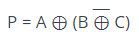 P = A ⊕ (B ⊕̅ C)